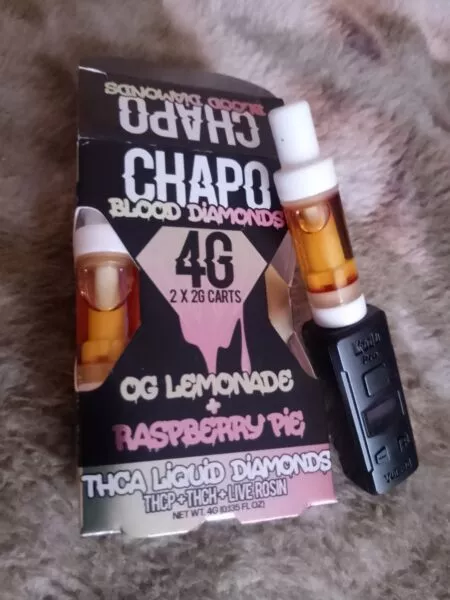 BLOOD DIAMONDS
CHAPO
CHAPO
BLOOD DIAMONDS
4G
2 X 2G CARTS
OG LEMONADE
+
RASPBERRY PIE
THCA LIQUID DIAMONDS
THCP+THCH+LIVE ROSIN
NET WT. 4G (0.135 FL OZ)
Pro